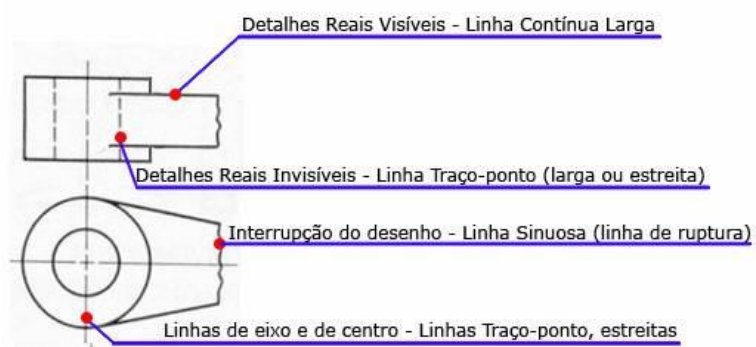 Detalhes Reais Visíveis - Linha Contínua Larga
Detalhes Reais Invisíveis - Linha Traço-ponto (larga ou estreita)
Interrupção do desenho - Linha Sinuosa (linha de ruptura)
Linhas de eixo e de centro - Linhas Traço-ponto, estreitas